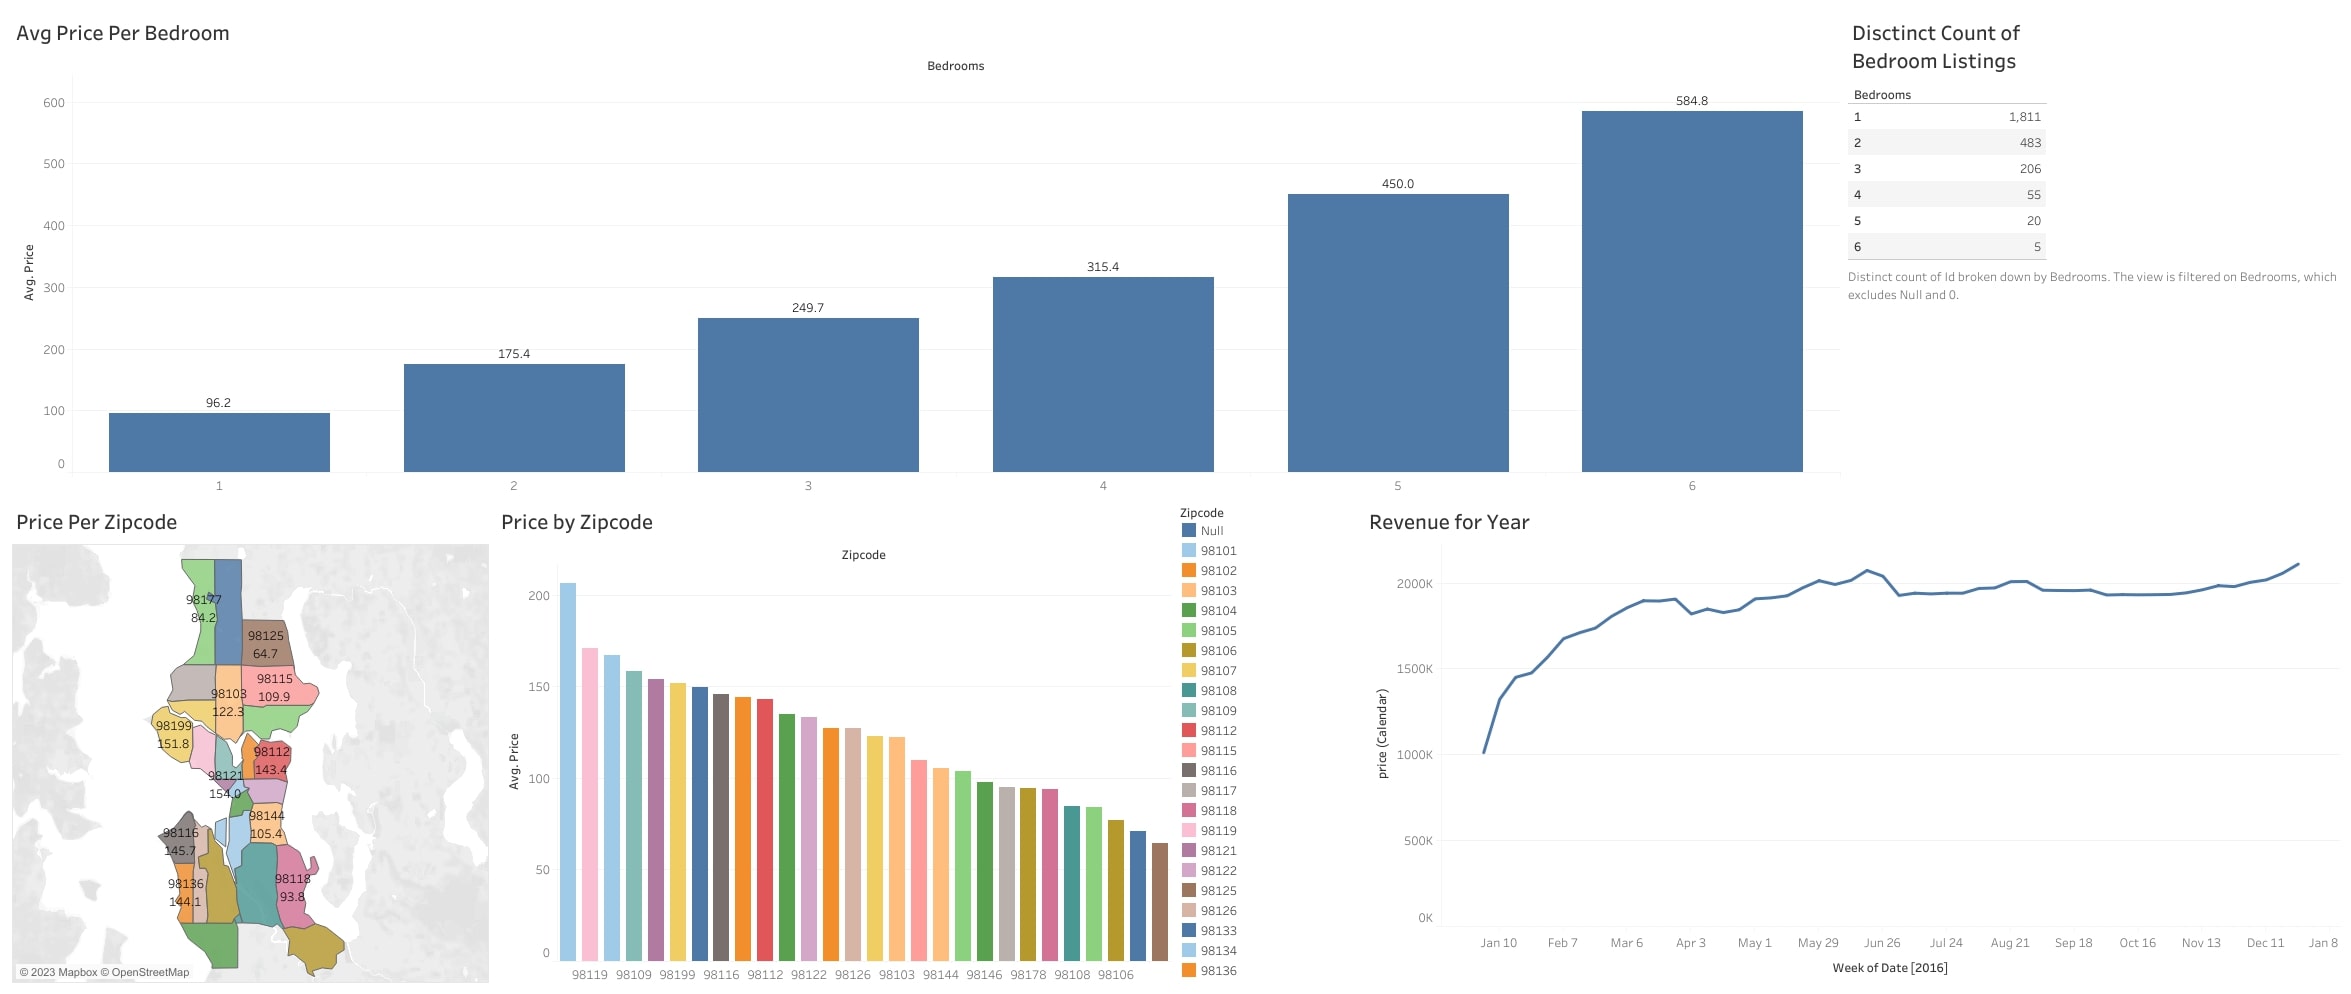 Avg Price Per Bedroom
Bedrooms
Avg. Price
600
500
400
300
200
100
0
96.2
175.4
249.7
315.4
450.0
584.8
1
2
3
4
5
6
Disctinct Count of
Bedroom Listings
Bedrooms
1 1,811
2 483
3 206
4 55
5 20
6 5
Distinct count of Id broken down by Bedrooms. The view is filtered on Bedrooms, which
excludes Null and 0.
Price Per Zipcode
98177
84.2
98125
64.7
98115
109.9
98103
122.3
98199
151.8
98112
143.4
98121
154.0
98144
105.4
98116
145.7
98136
144.1
98118
93.8
© 2023 Mapbox © OpenStreetMap
Price by Zipcode
Zipcode
Avg. Price
200
150
100
50
0
98119 98109 98199 98116 98112 98122 98126 98103 98144 98146 98178 98108 98106
Zipcode
Null
98101
98102
98103
98104
98105
98106
98107
98108
98109
98112
98115
98116
98117
98118
98119
98121
98122
98125
98126
98133
98134
98136
Revenue for Year
price (Calendar)
2000K
1500K
1000K
500K
0K
Jan 10 Feb 7 Mar 6 Apr 3 May 1 May 29 Jun 26 Jul 24 Aug 21 Sep 18 Oct 16 Nov 13 Dec 11 Jan 8
Week of Date [2016]